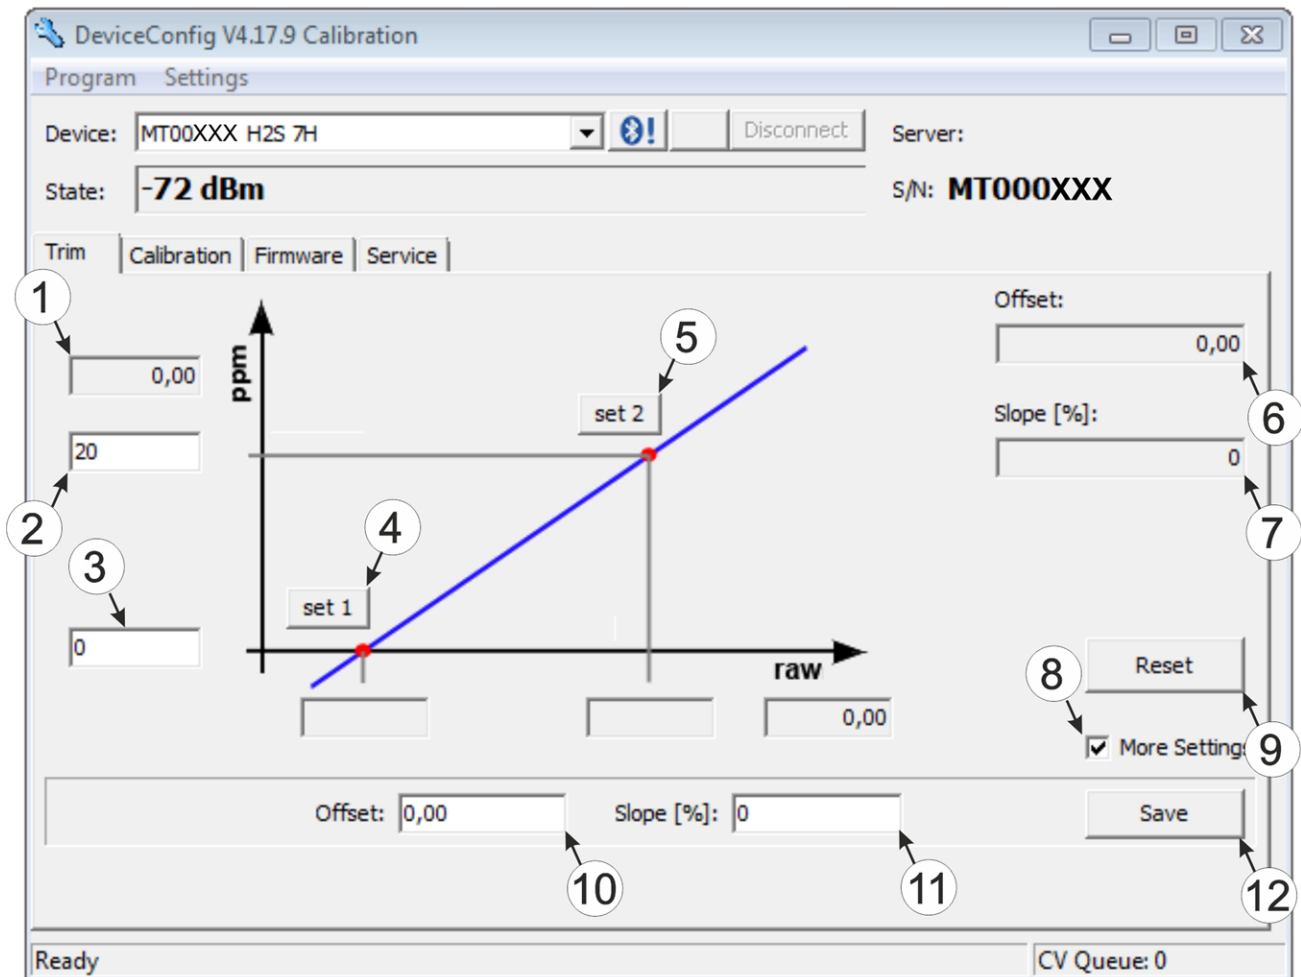 DeviceConfig V4.17.9 Calibration
Program Settings
Device: MT00XXX H2S 7H Disconnect Server:
State: -72 dBm S/N: MT000XXX
Trim Calibration Firmware Service
1
Offset:
0,00
ppm
5
0,00
6
set 2
Slope [%]:
20
0
2
7
4
3
set 1
0
raw
8
Reset
0,00
More Setting
9
Offset: 0,00 Slope [%]: 0 Save
10 11 12
Ready CV Queue: 0